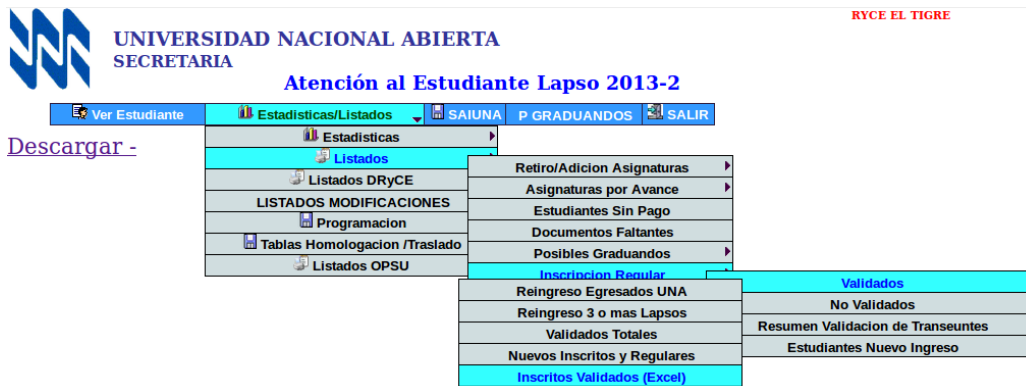 RYCE EL TIGRE
UNIVERSIDAD NACIONAL ABIERTA
SECRETARIA
Atención al Estudiante Lapso 2013-2
Ver Estudiante Estadisticas/Listados SAIUNA P GRADUANDOS SALIR
Descargar -
Estadisticas
Listados
Listados DRyCE
LISTADOS MODIFICACIONES
Programacion
Tablas Homologacion /Traslado
Listados OPSU
Retiro/Adicion Asignaturas
Asignaturas por Avance
Estudiantes Sin Pago
Documentos Faltantes
Posibles Graduandos
Inscripcion Regular
Reingreso Egresados UNA
Reingreso 3 o mas Lapsos
Validados Totales
Nuevos Inscritos y Regulares
Inscritos Validados (Excel)
Validados
No Validados
Resumen Validacion de Transeuntes
Estudiantes Nuevo Ingreso